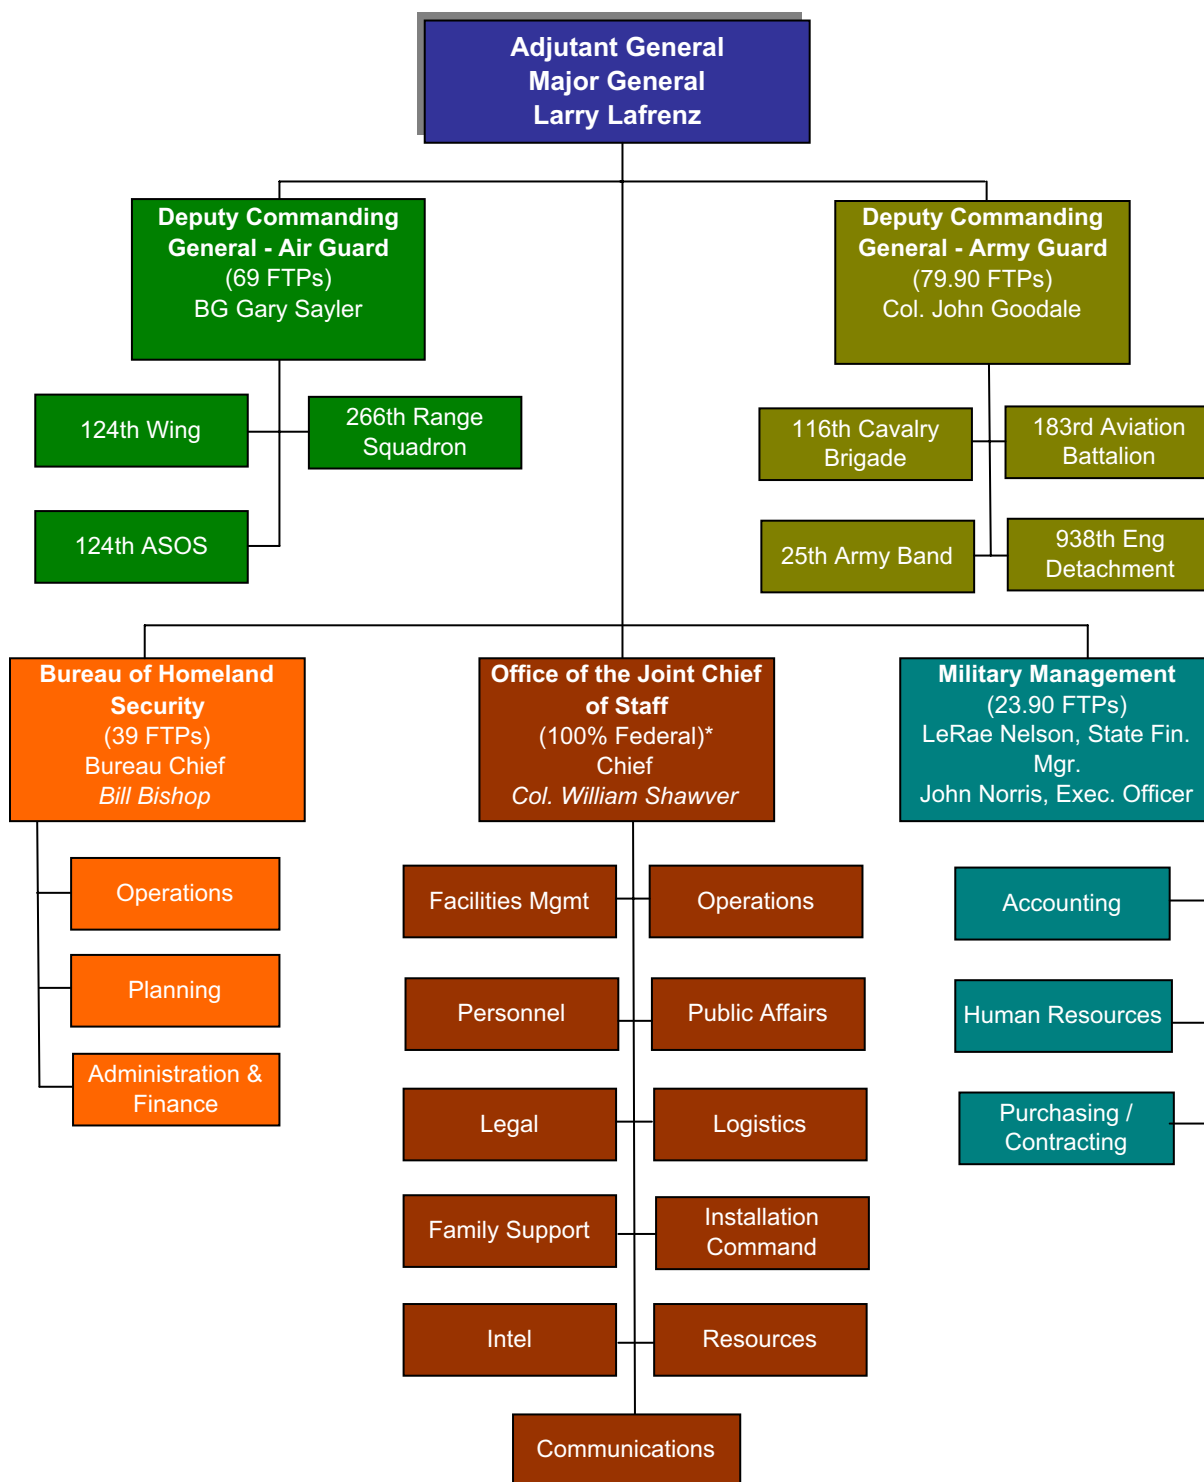 Adjutant General
Major General
Larry Lafrenz
Deputy Commanding
General - Air Guard
(69 FTPs)
BG Gary Sayler
Deputy Commanding
General - Army Guard
(79.90 FTPs)
Col. John Goodale
124th Wing
266th Range
Squadron
124th ASOS
116th Cavalry
Brigade
183rd Aviation
Battalion
25th Army Band
938th Eng
Detachment
Bureau of Homeland
Security
(39 FTPs)
Bureau Chief
Bill Bishop
Office of the Joint Chief
of Staff
(100% Federal)*
Chief
Col. William Shawver
Military Management
(23.90 FTPs)
LeRae Nelson, State Fin.
Mgr.
John Norris, Exec. Officer
Operations
Planning
Administration &
Finance
Facilities Mgmt
Operations
Personnel
Public Affairs
Legal
Logistics
Family Support
Installation
Command
Intel
Resources
Communications
Accounting
Human Resources
Purchasing /
Contracting